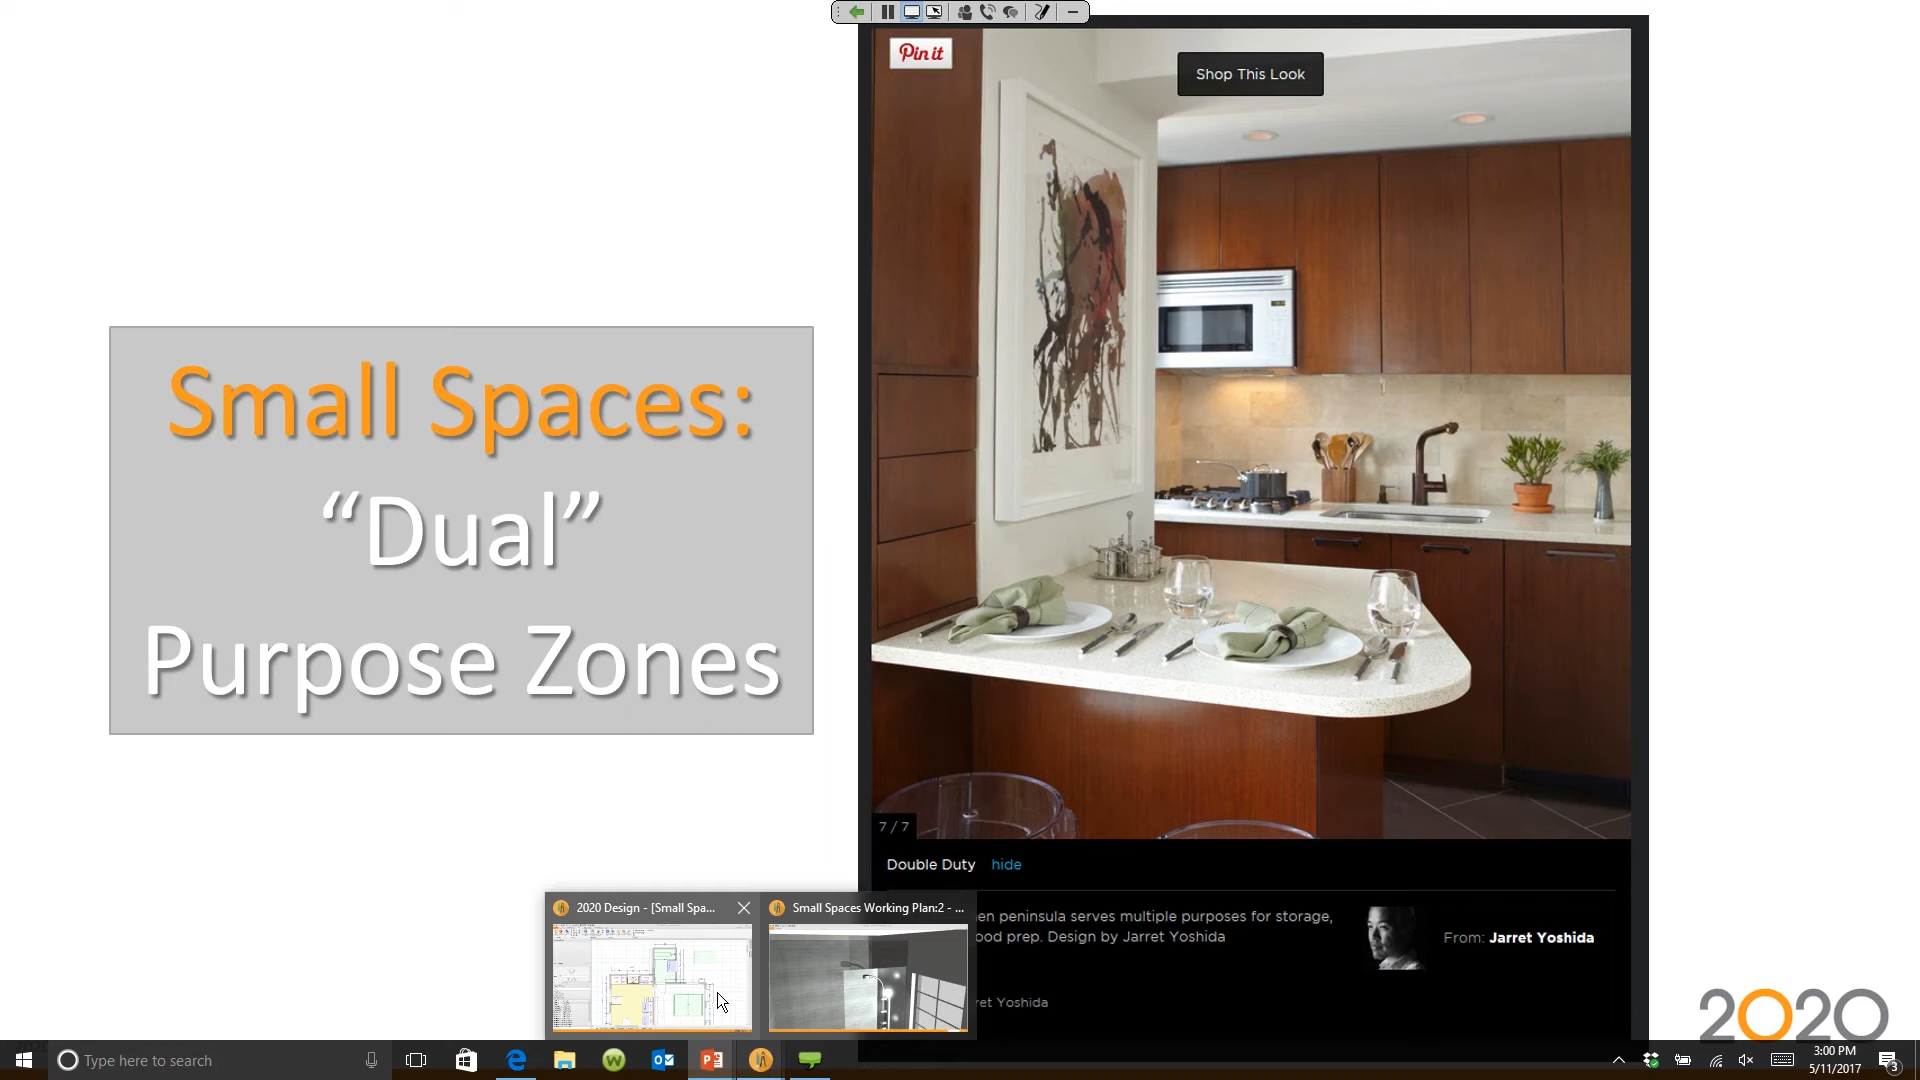 Pin it
Shop This Look
Small Spaces:
“Dual”
Purpose Zones
7 / 7
Double Duty hide
en peninsula serves multiple purposes for storage,
ood prep. Design by Jarret Yoshida
From: Jarret Yoshida
ret Yoshida
2020 Design - [Small Spa...
Small Spaces Working Plan:2 - ...
2020
Type here to search
3:00 PM
5/11/2017
3